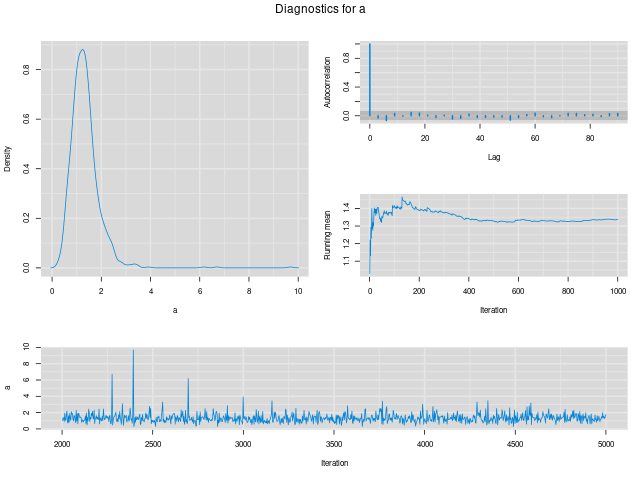 Diagnostics for a
Density
0.0 0.2 0.4 0.6 0.8
0 2 4 6 8 10
a
Autocorrelation
0.0 0.4 0.8
0 20 40 60 80
Lag
Running mean
1.1 1.2 1.3 1.4
0 200 400 600 800 1000
Iteration
a
0 2 4 6 8 10
2000 2500 3000 3500 4000 4500 5000
Iteration